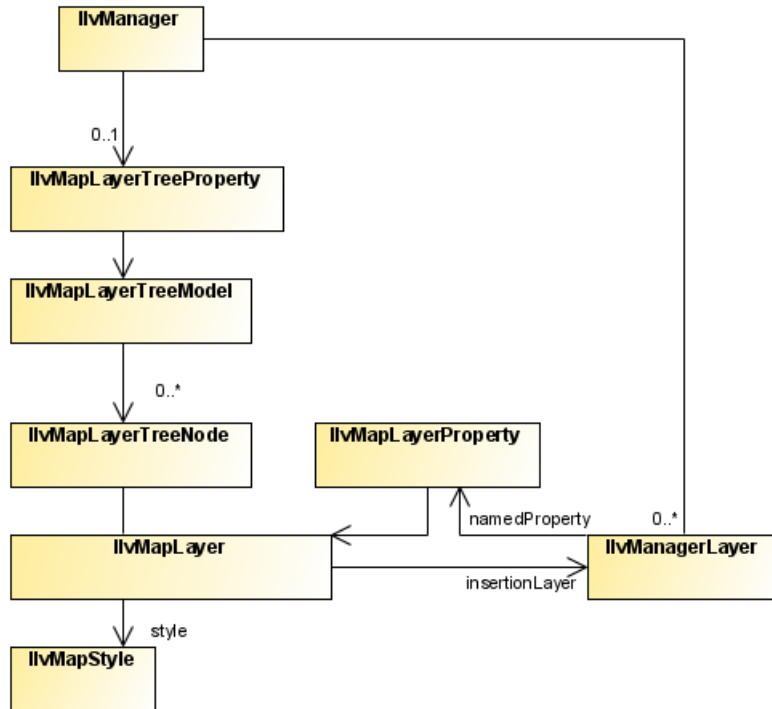 IlvManager
0..1
IlvMapLayerTreeProperty
IlvMapLayerTreeModel
0..*
IlvMapLayerTreeNode
IlvMapLayerProperty
namedProperty
0..*
IlvMapLayer
IlvManagerLayer
insertionLayer
style
IlvMapStyle